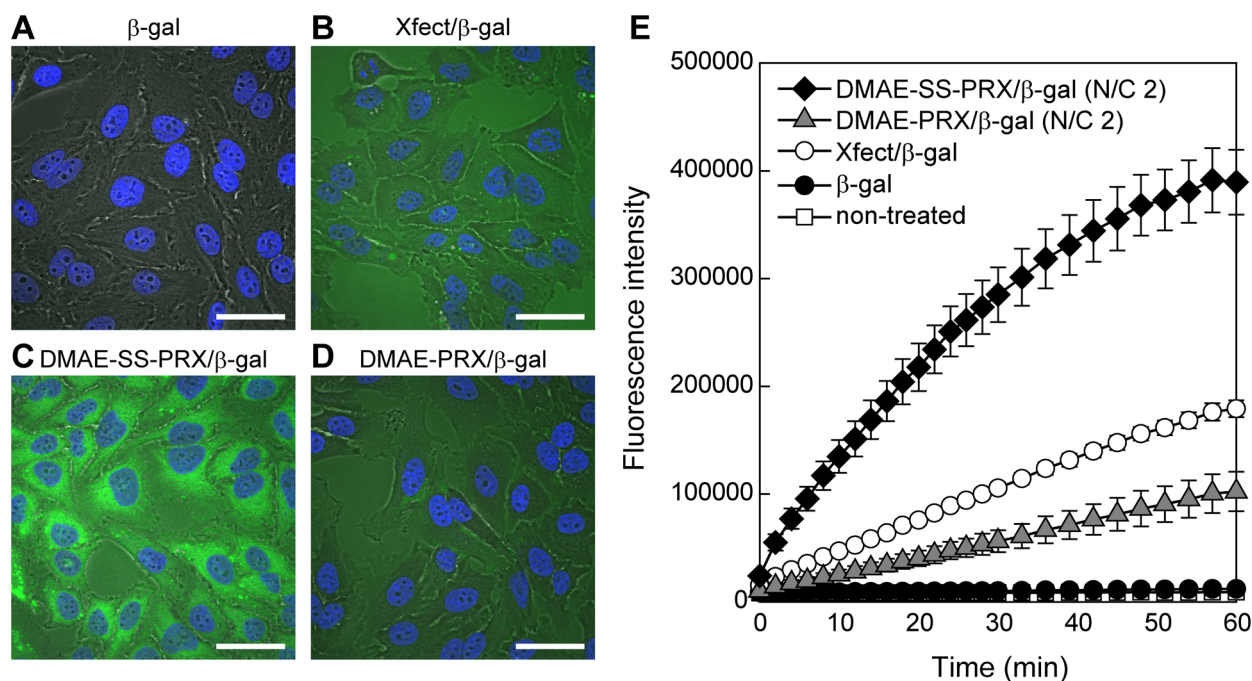 A
β-gal
B
Xfect/β-gal
C DMAE-SS-PRX/β-gal
D
DMAE-PRX/β-gal
E
500000
400000
300000
200000
100000
0
Fluorescence intensity
DMAE-SS-PRX/β-gal (N/C 2)
DMAE-PRX/β-gal (N/C 2)
Xfect/β-gal
β-gal
non-treated
0 10 20 30 40 50 60
Time (min)